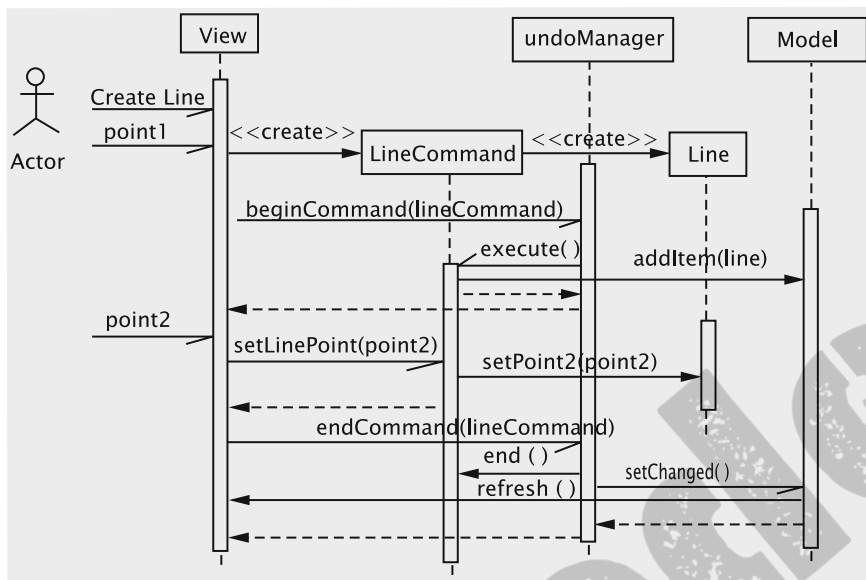 View
undoManager
Model
Create Line
point1
<<create>>
<<create>>
Actor
LineCommand
Line
beginCommand(lineCommand)
execute( )
addItem(line)
point2
setLinePoint(point2)
setPoint2(point2)
endCommand(lineCommand)
end ( )
setChanged( )
refresh ( )